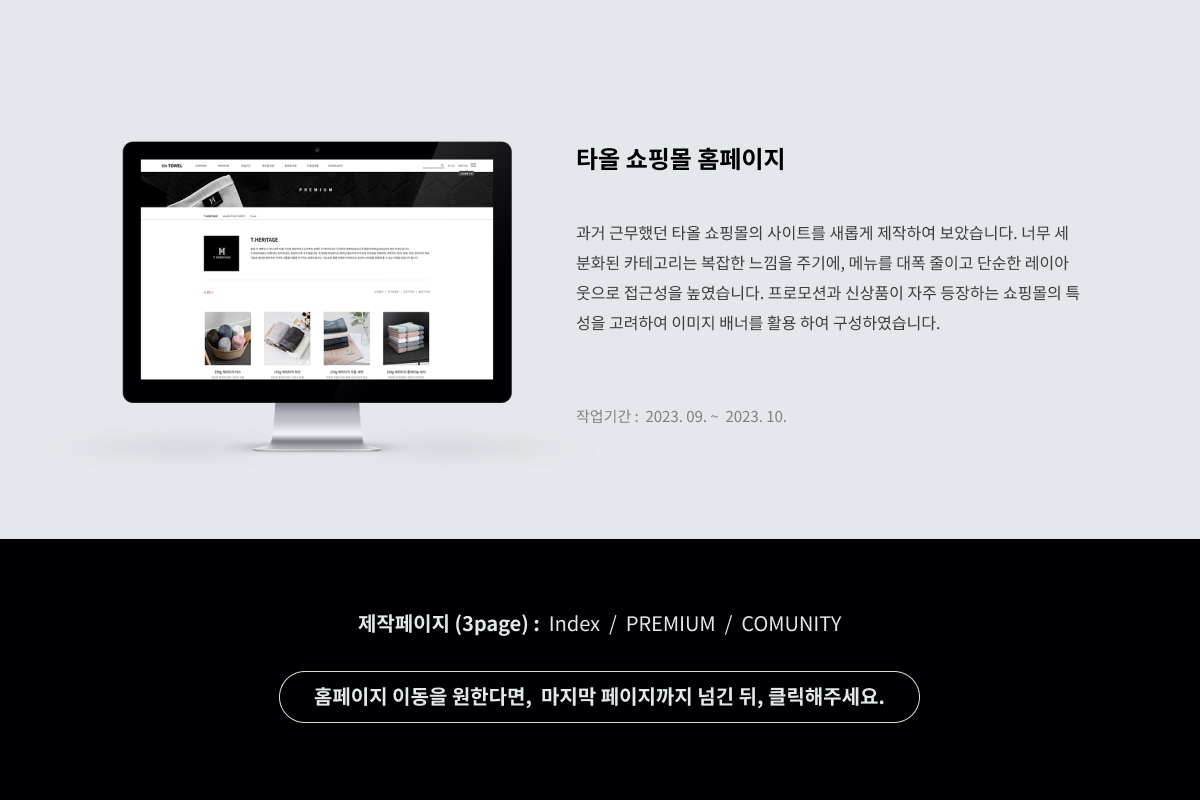 TOWEL
PREMIUM
T.HERITAGE
T.HERITAGE
타올 쇼핑몰 홈페이지
과거 근무했던 타올 쇼핑몰의 사이트를 새롭게 제작하여 보았습니다. 너무 세
분화된 카테고리는 복잡한 느낌을 주기에, 메뉴를 대폭 줄이고 단순한 레이아
웃으로 접근성을 높였습니다. 프로모션과 신상품이 자주 등장하는 쇼핑몰의 특
성을 고려하여 이미지 배너를 활용 하여 구성하였습니다.
작업기간 : 2023. 09. ~ 2023. 10.
제작페이지 (3page) : Index / PREMIUM / COMUNITY
홈페이지 이동을 원한다면, 마지막 페이지까지 넘긴 뒤, 클릭해주세요.